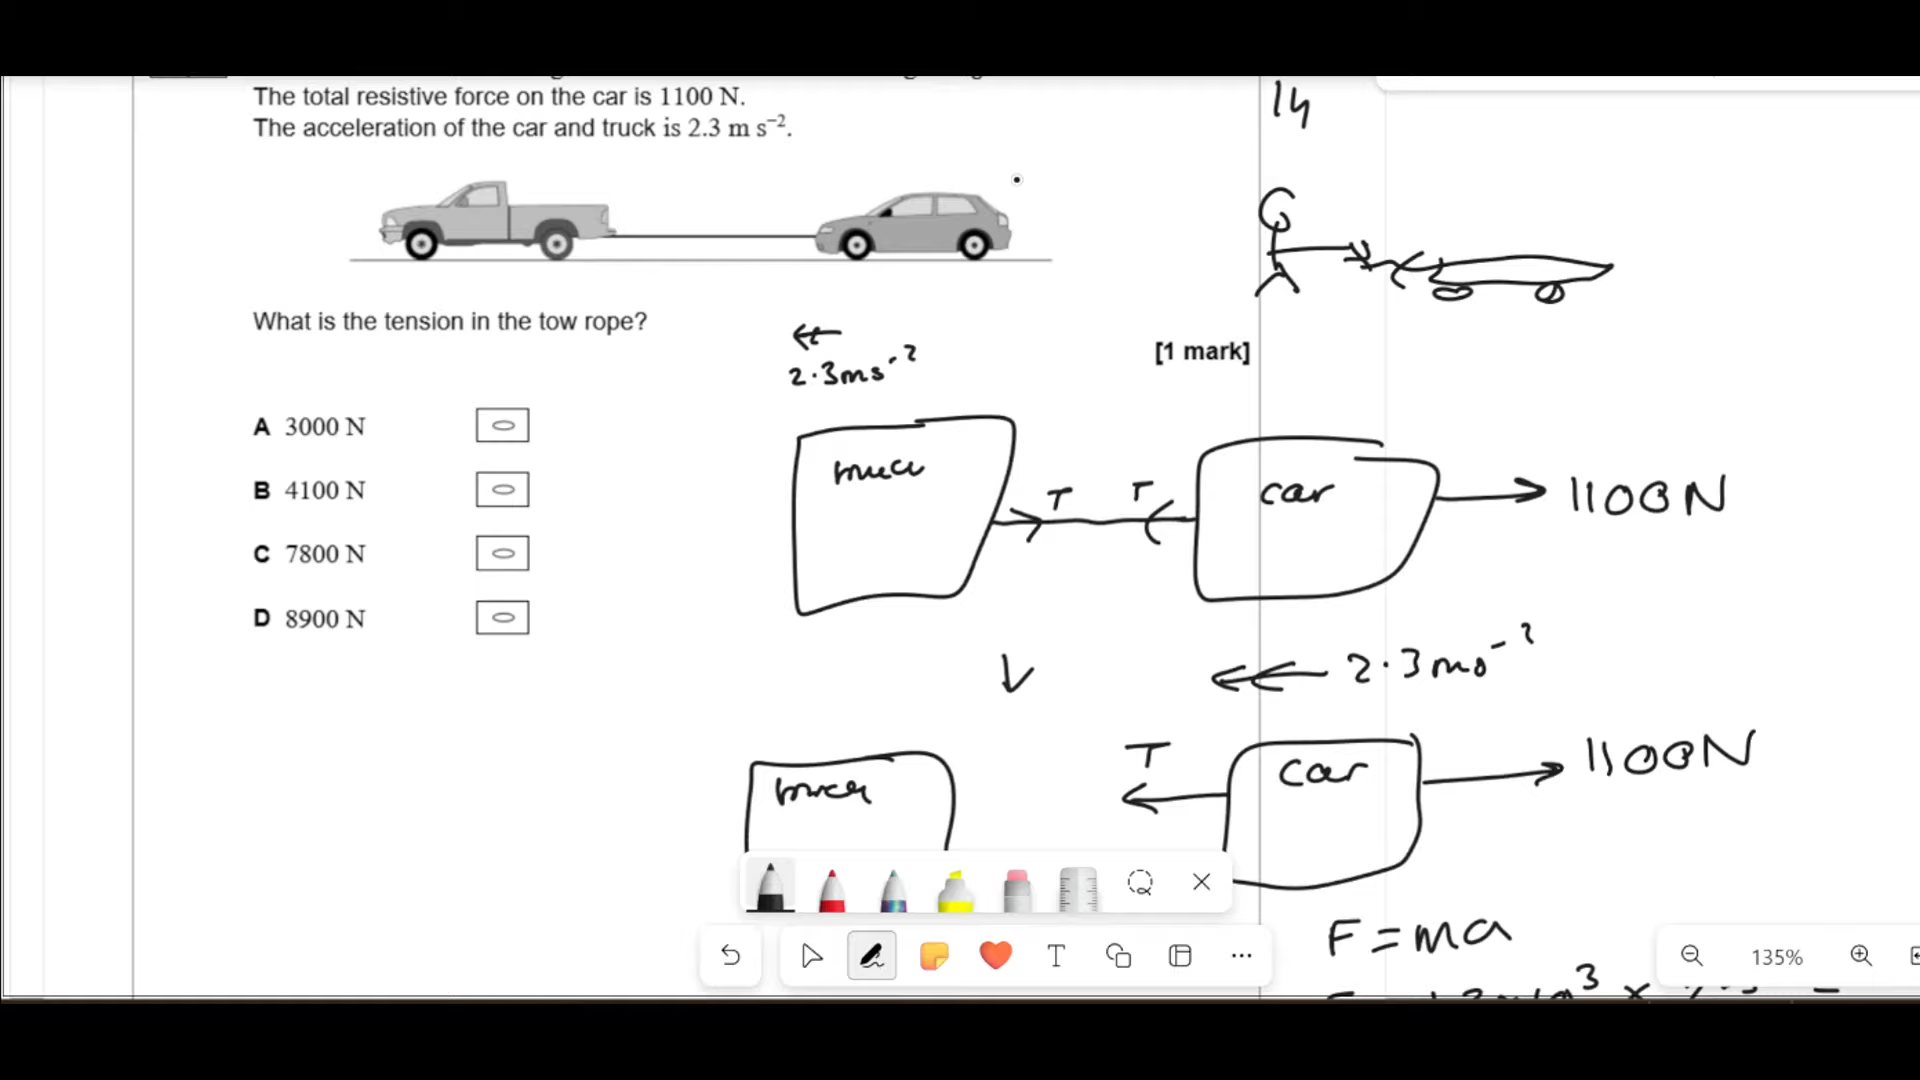 The total resistive force on the car is 1100 N.
The acceleration of the car and truck is 2.3 m s⁻².
14
What is the tension in the tow rope?
[1 mark]
2.3ms⁻²
A 3000 N
B 4100 N
C 7800 N
D 8900 N
truck
T T
car
1100N
2.3ms⁻²
truck
T
car
1100N
F = ma
T
135%